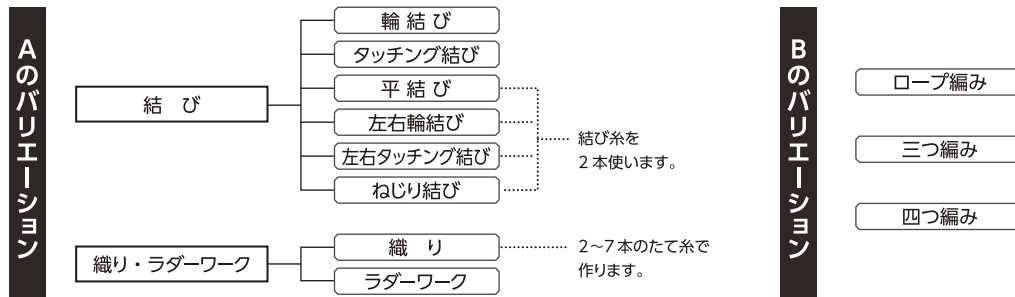 Aのバリエーション
結 び
輪 結 び
タッチング結び
平 結 び
左右輪結び
左右タッチング結び
ねじり結び
結び糸を
2本使います。
織り・ラダーワーク
織 り
ラダーワーク
2~7本のたて糸で
作ります。
Bのバリエーション
ロープ編み
三つ編み
四つ編み